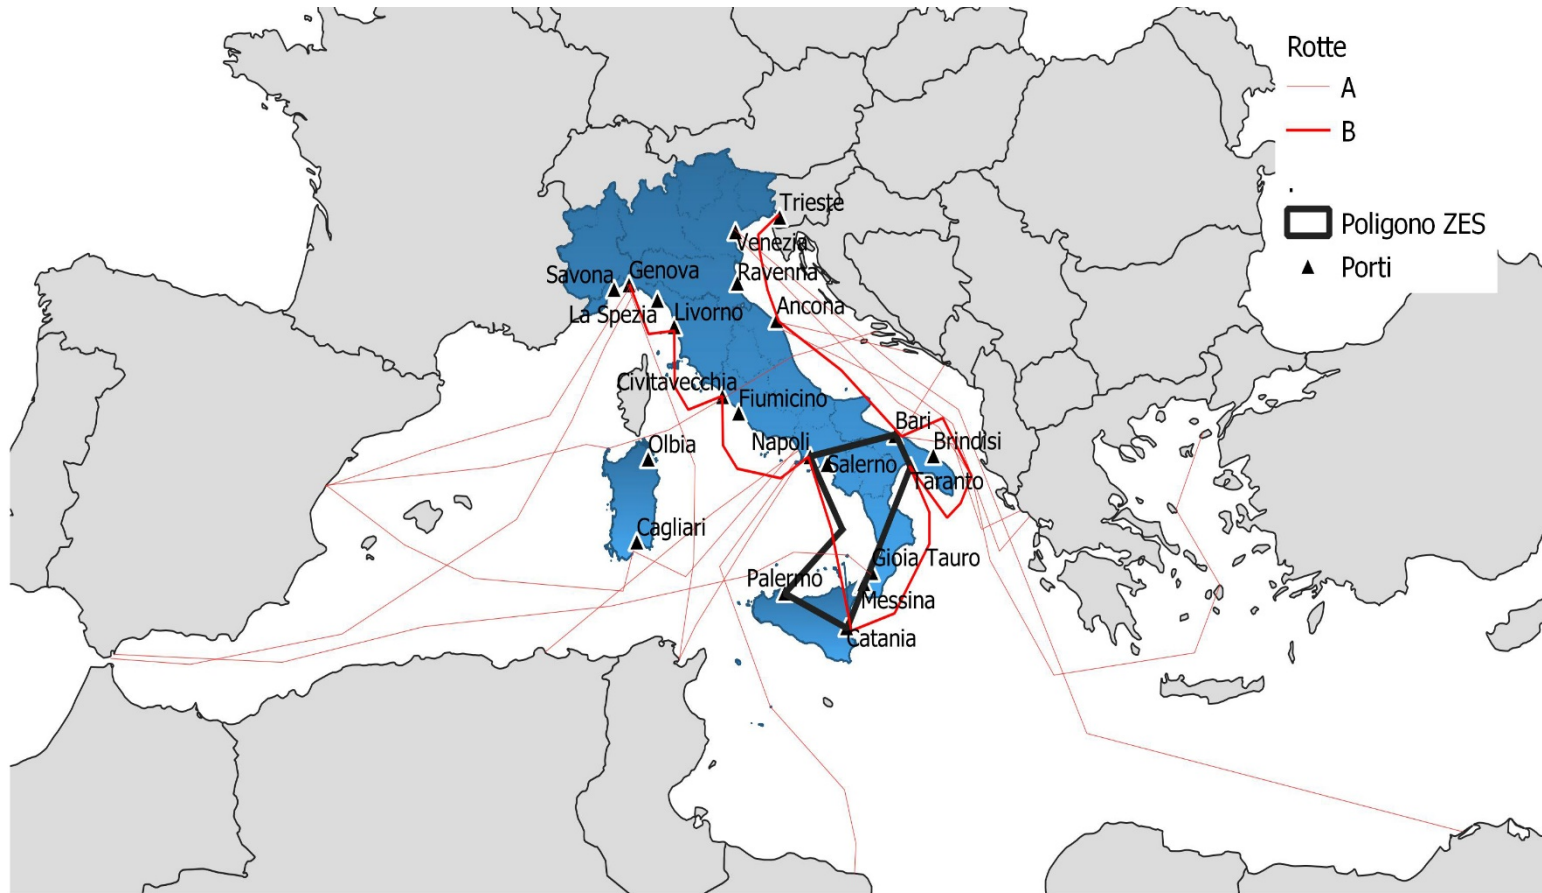 Rotte
A
B
.
Poligono ZES
Porti
Trieste
Venezia
Savona
Genova
Ravenna
La Spezia
Livorno
Ancona
Civitavecchia
Fiumicino
Olbia
Napoli
Salerno
Bari
Brindisi
Taranto
Cagliari
Palermo
Gioia Tauro
Messina
Catania